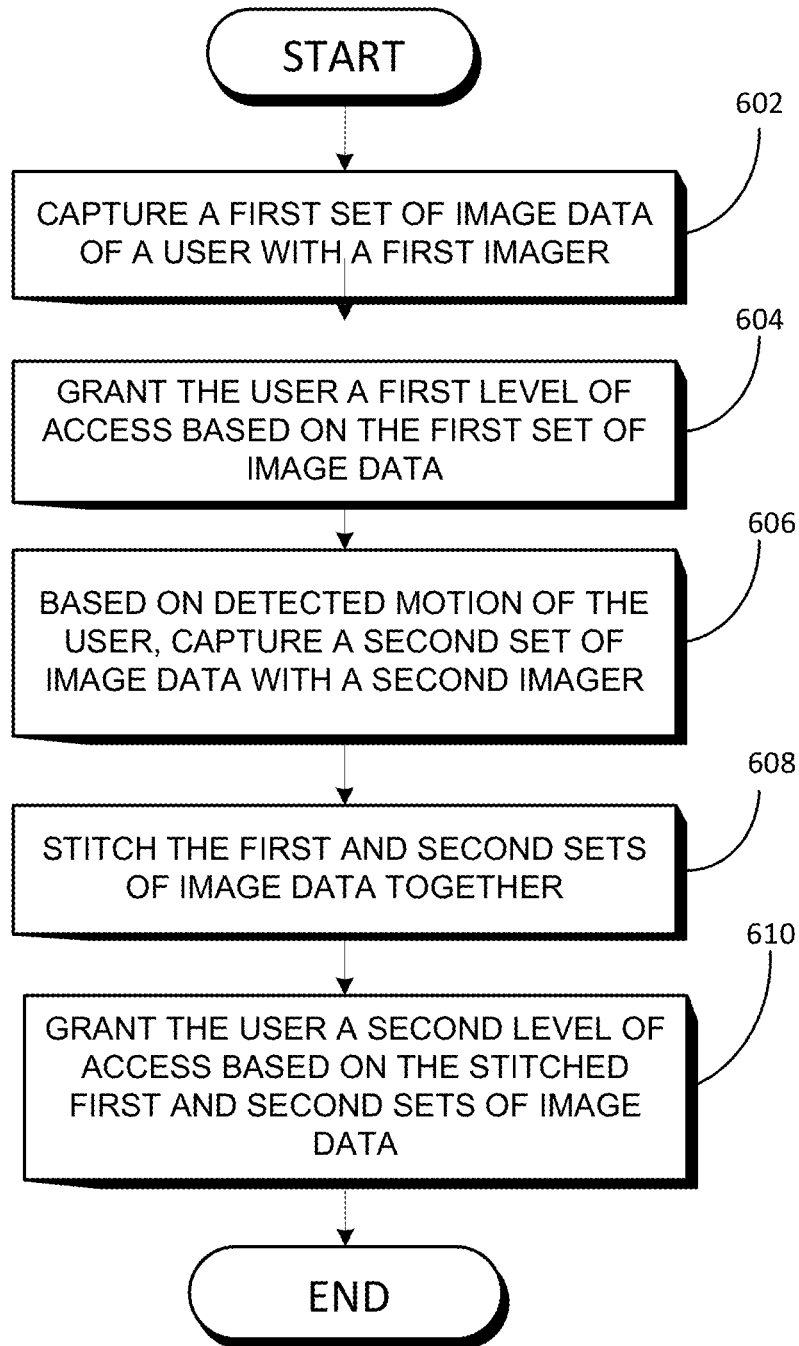 START
602
CAPTURE A FIRST SET OF IMAGE DATA
OF A USER WITH A FIRST IMAGER
604
GRANT THE USER A FIRST LEVEL OF
ACCESS BASED ON THE FIRST SET OF
IMAGE DATA
606
BASED ON DETECTED MOTION OF THE
USER, CAPTURE A SECOND SET OF
IMAGE DATA WITH A SECOND IMAGER
608
STITCH THE FIRST AND SECOND SETS
OF IMAGE DATA TOGETHER
610
GRANT THE USER A SECOND LEVEL OF
ACCESS BASED ON THE STITCHED
FIRST AND SECOND SETS OF IMAGE
DATA
END